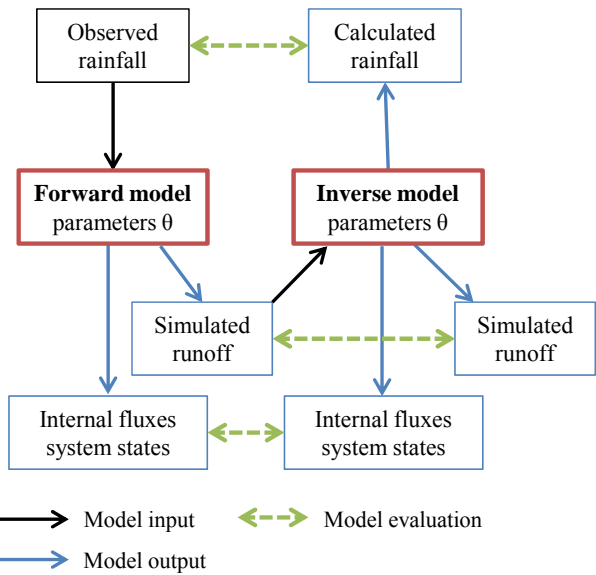 Observed
rainfall
Calculated
rainfall
Forward model
parameters θ
Inverse model
parameters θ
Simulated
runoff
Simulated
runoff
Internal fluxes
system states
Internal fluxes
system states
Model input
Model evaluation
Model output